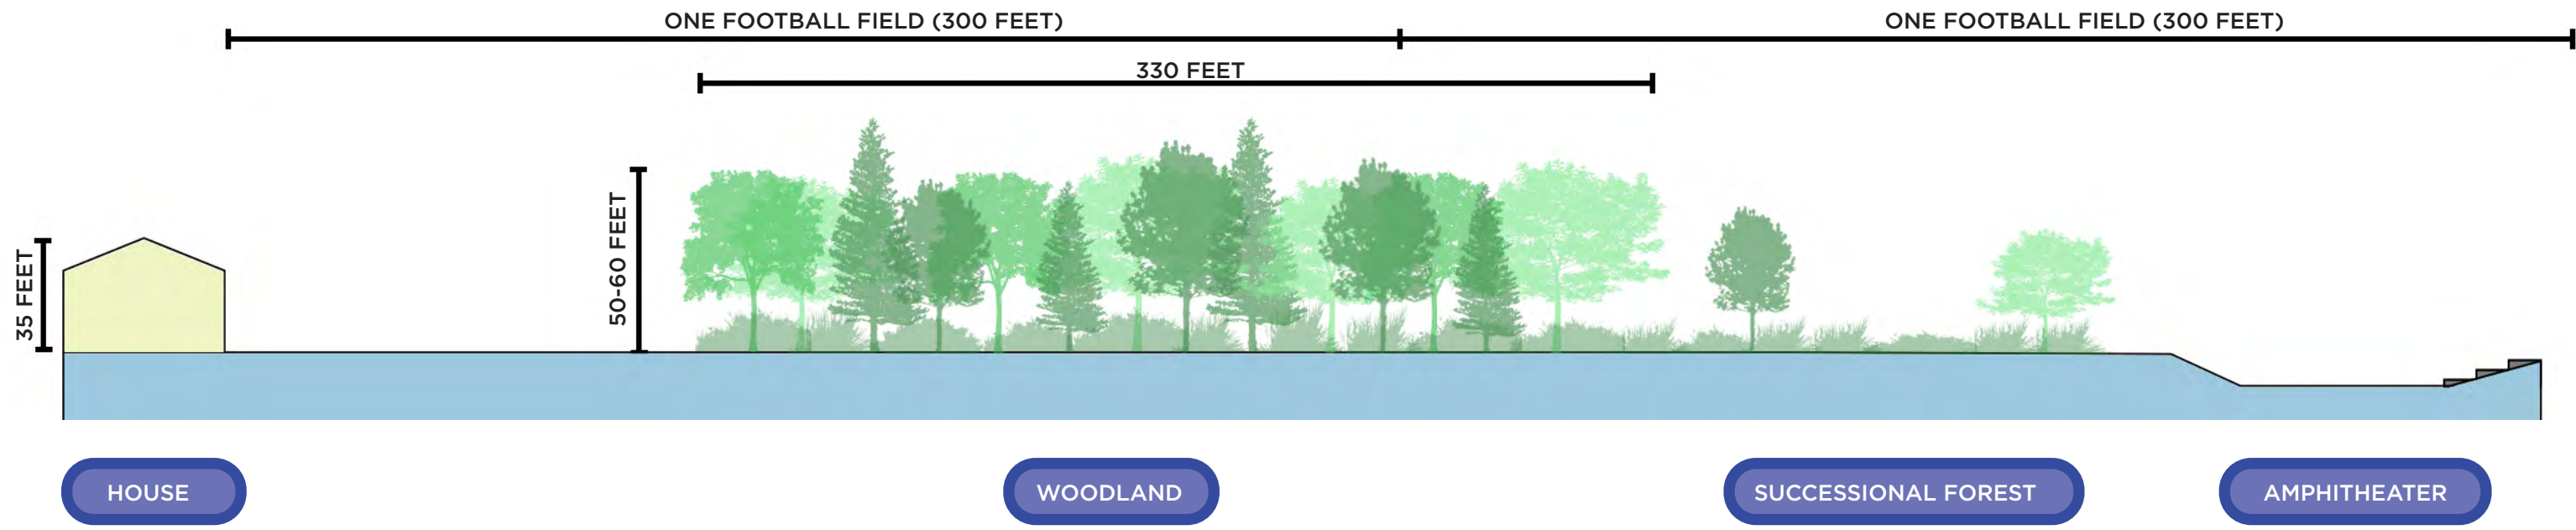 ONE FOOTBALL FIELD (300 FEET)
ONE FOOTBALL FIELD (300 FEET)
330 FEET
50-60 FEET
35 FEET
HOUSE
WOODLAND
SUCCESSIONAL FOREST
AMPHITHEATER